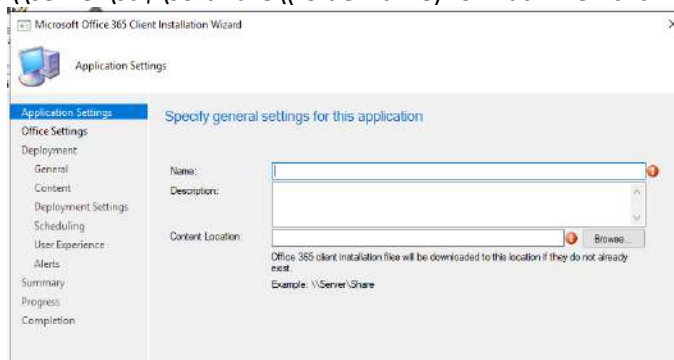 Microsoft Office 365 Client Installation Wizard
Application Settings
Application Settings
Office Settings
Deployment
General
Content
Deployment Settings
Scheduling
User Experience
Alerts
Summary
Progress
Completion
Specify general settings for this application
Name:
Description:
Content Location:
Browse...
Office 365 client installation files will be downloaded to this location if they do not already
exist.
Example: \\Server\Share